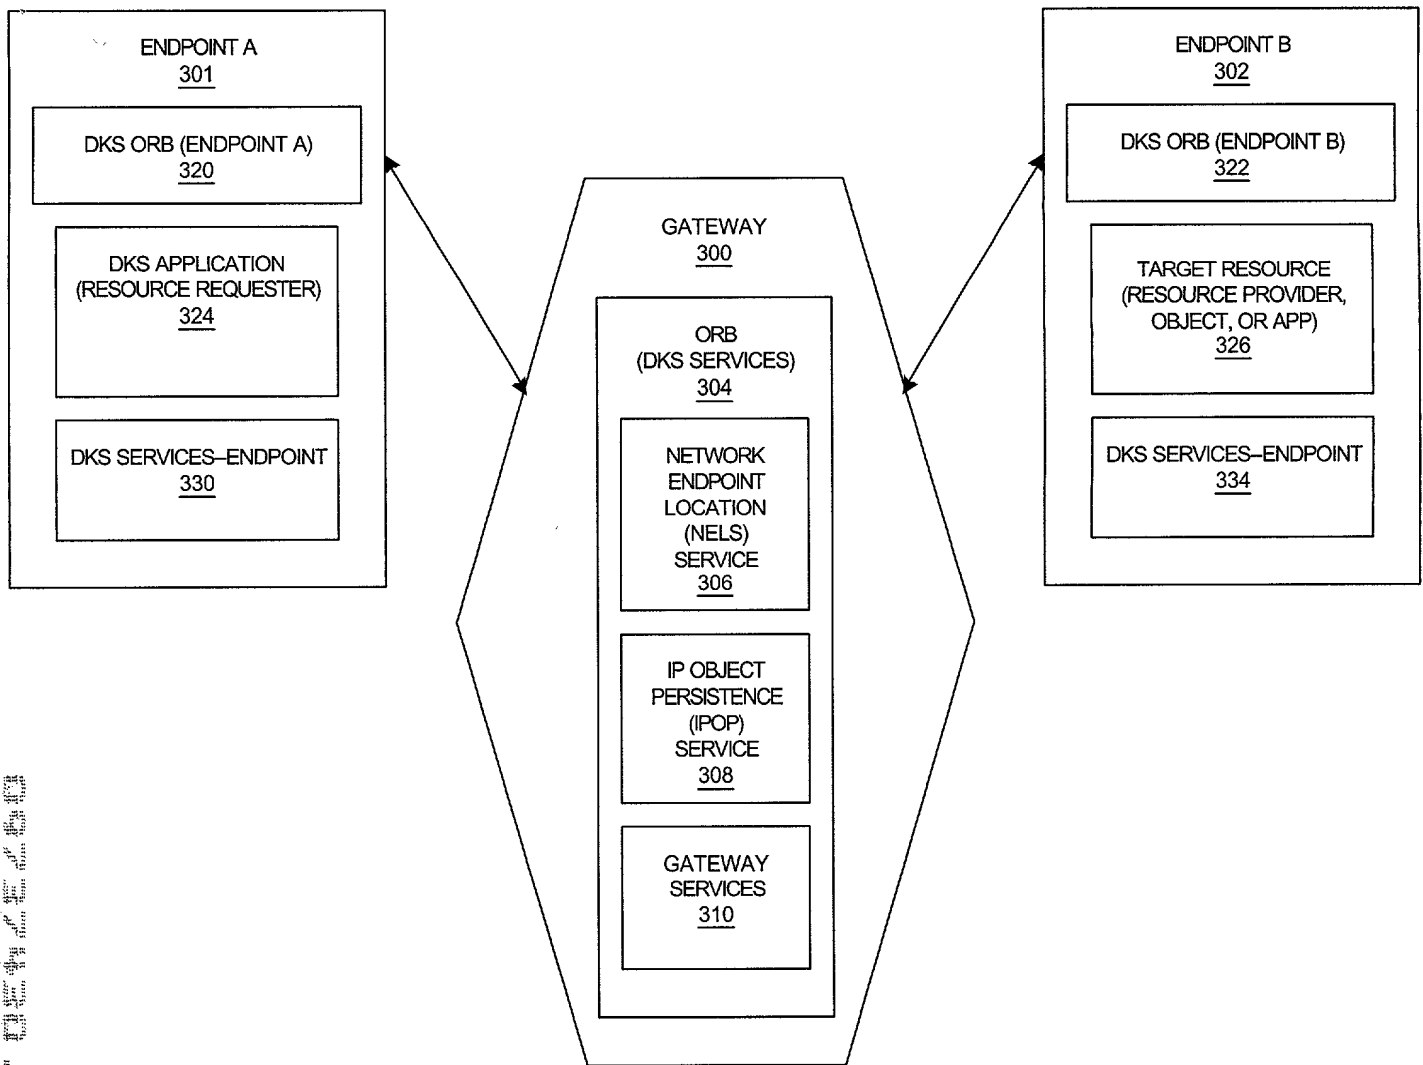 ENDPOINT A
301
DKS ORB (ENDPOINT A)
320
DKS APPLICATION
(RESOURCE REQUESTER)
324
DKS SERVICES–ENDPOINT
330
GATEWAY
300
ORB
(DKS SERVICES)
304
NETWORK
ENDPOINT
LOCATION
(NELS)
SERVICE
306
IP OBJECT
PERSISTENCE
(IPOP)
SERVICE
308
GATEWAY
SERVICES
310
ENDPOINT B
302
DKS ORB (ENDPOINT B)
322
TARGET RESOURCE
(RESOURCE PROVIDER,
OBJECT, OR APP)
326
DKS SERVICES–ENDPOINT
334